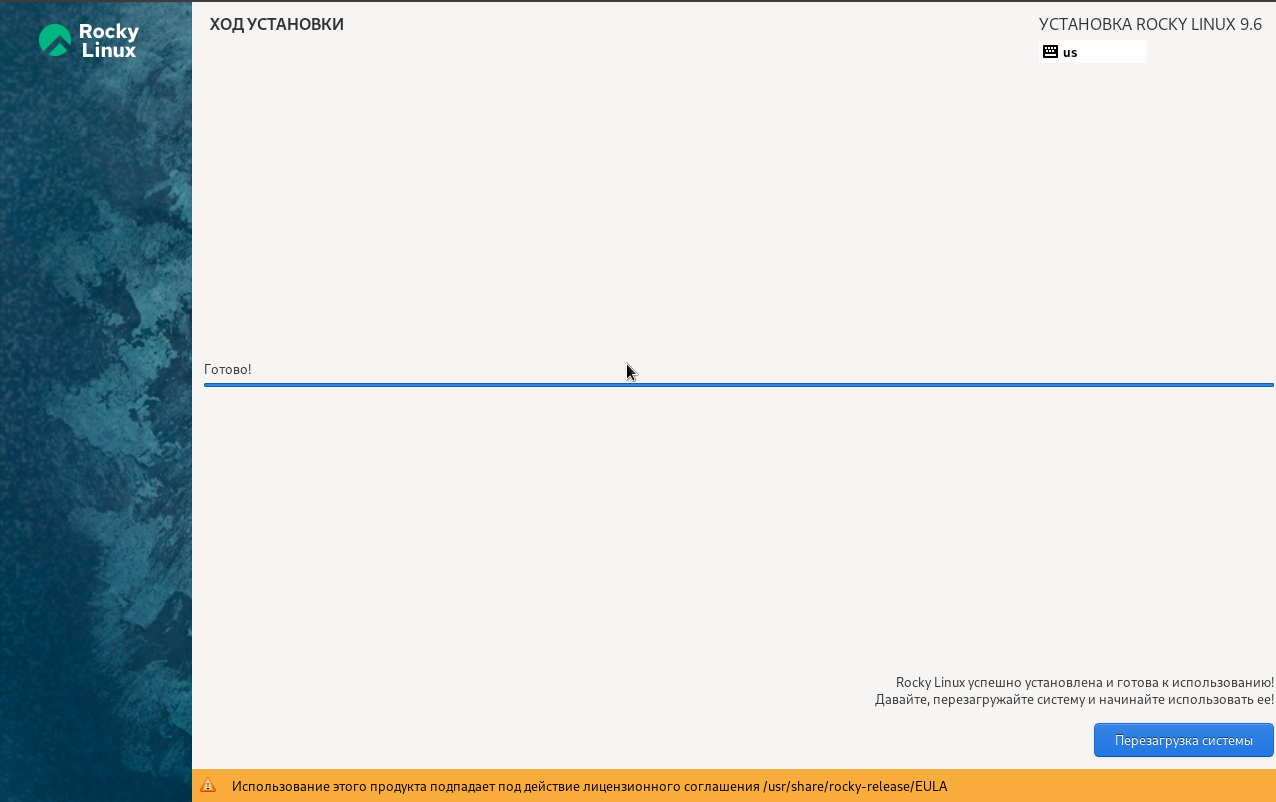 Rocky
Linux
ХОД УСТАНОВКИ
УСТАНОВКА ROCKY LINUX 9.6
us
Готово!
Rocky Linux успешно установлена и готова к использованию!
Давайте, перезагружайте систему и начинайте использовать ее!
Перезагрузка системы
Использование этого продукта подпадает под действие лицензионного соглашения /usr/share/rocky-release/EULA